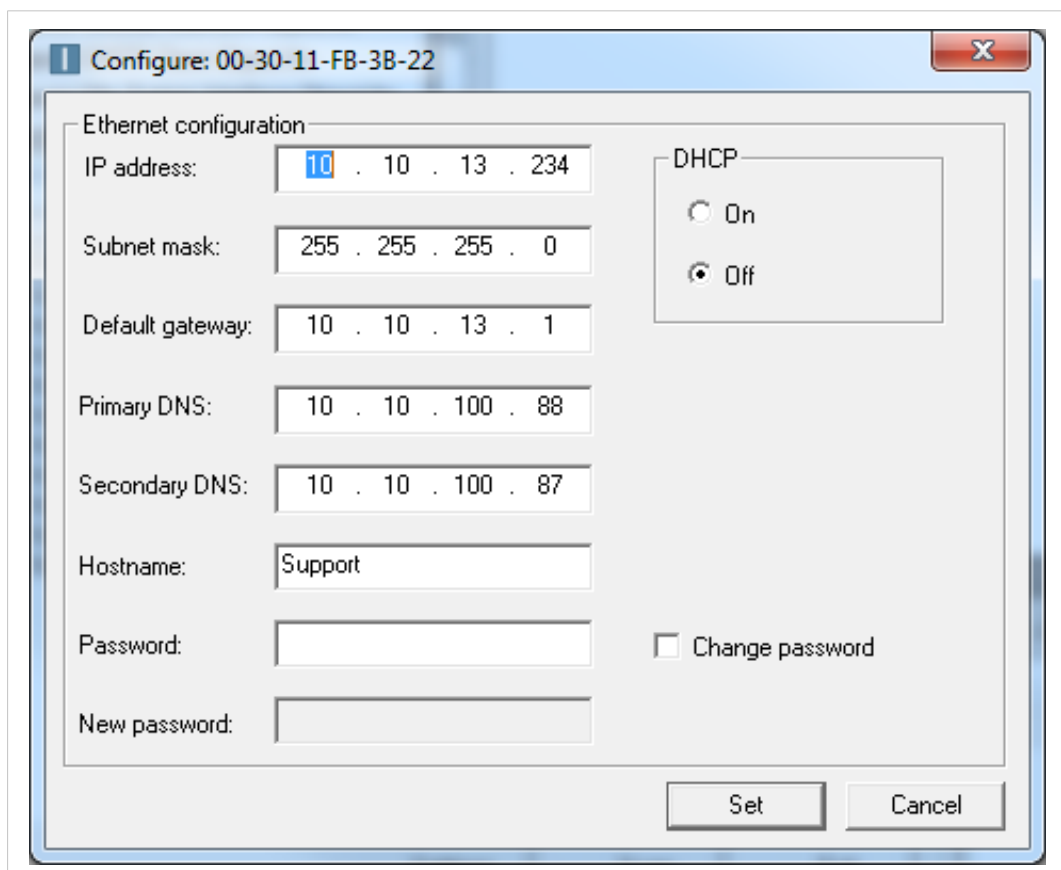 Configure: 00-30-11-FB-3B-22
Ethernet configuration
IP address: 10 . 10 . 13 . 234
DHCP
On
Off
Subnet mask: 255 . 255 . 255 . 0
Default gateway: 10 . 10 . 13 . 1
Primary DNS: 10 . 10 . 100 . 88
Secondary DNS: 10 . 10 . 100 . 87
Hostname: Support
Password:
Change password
New password:
Set
Cancel